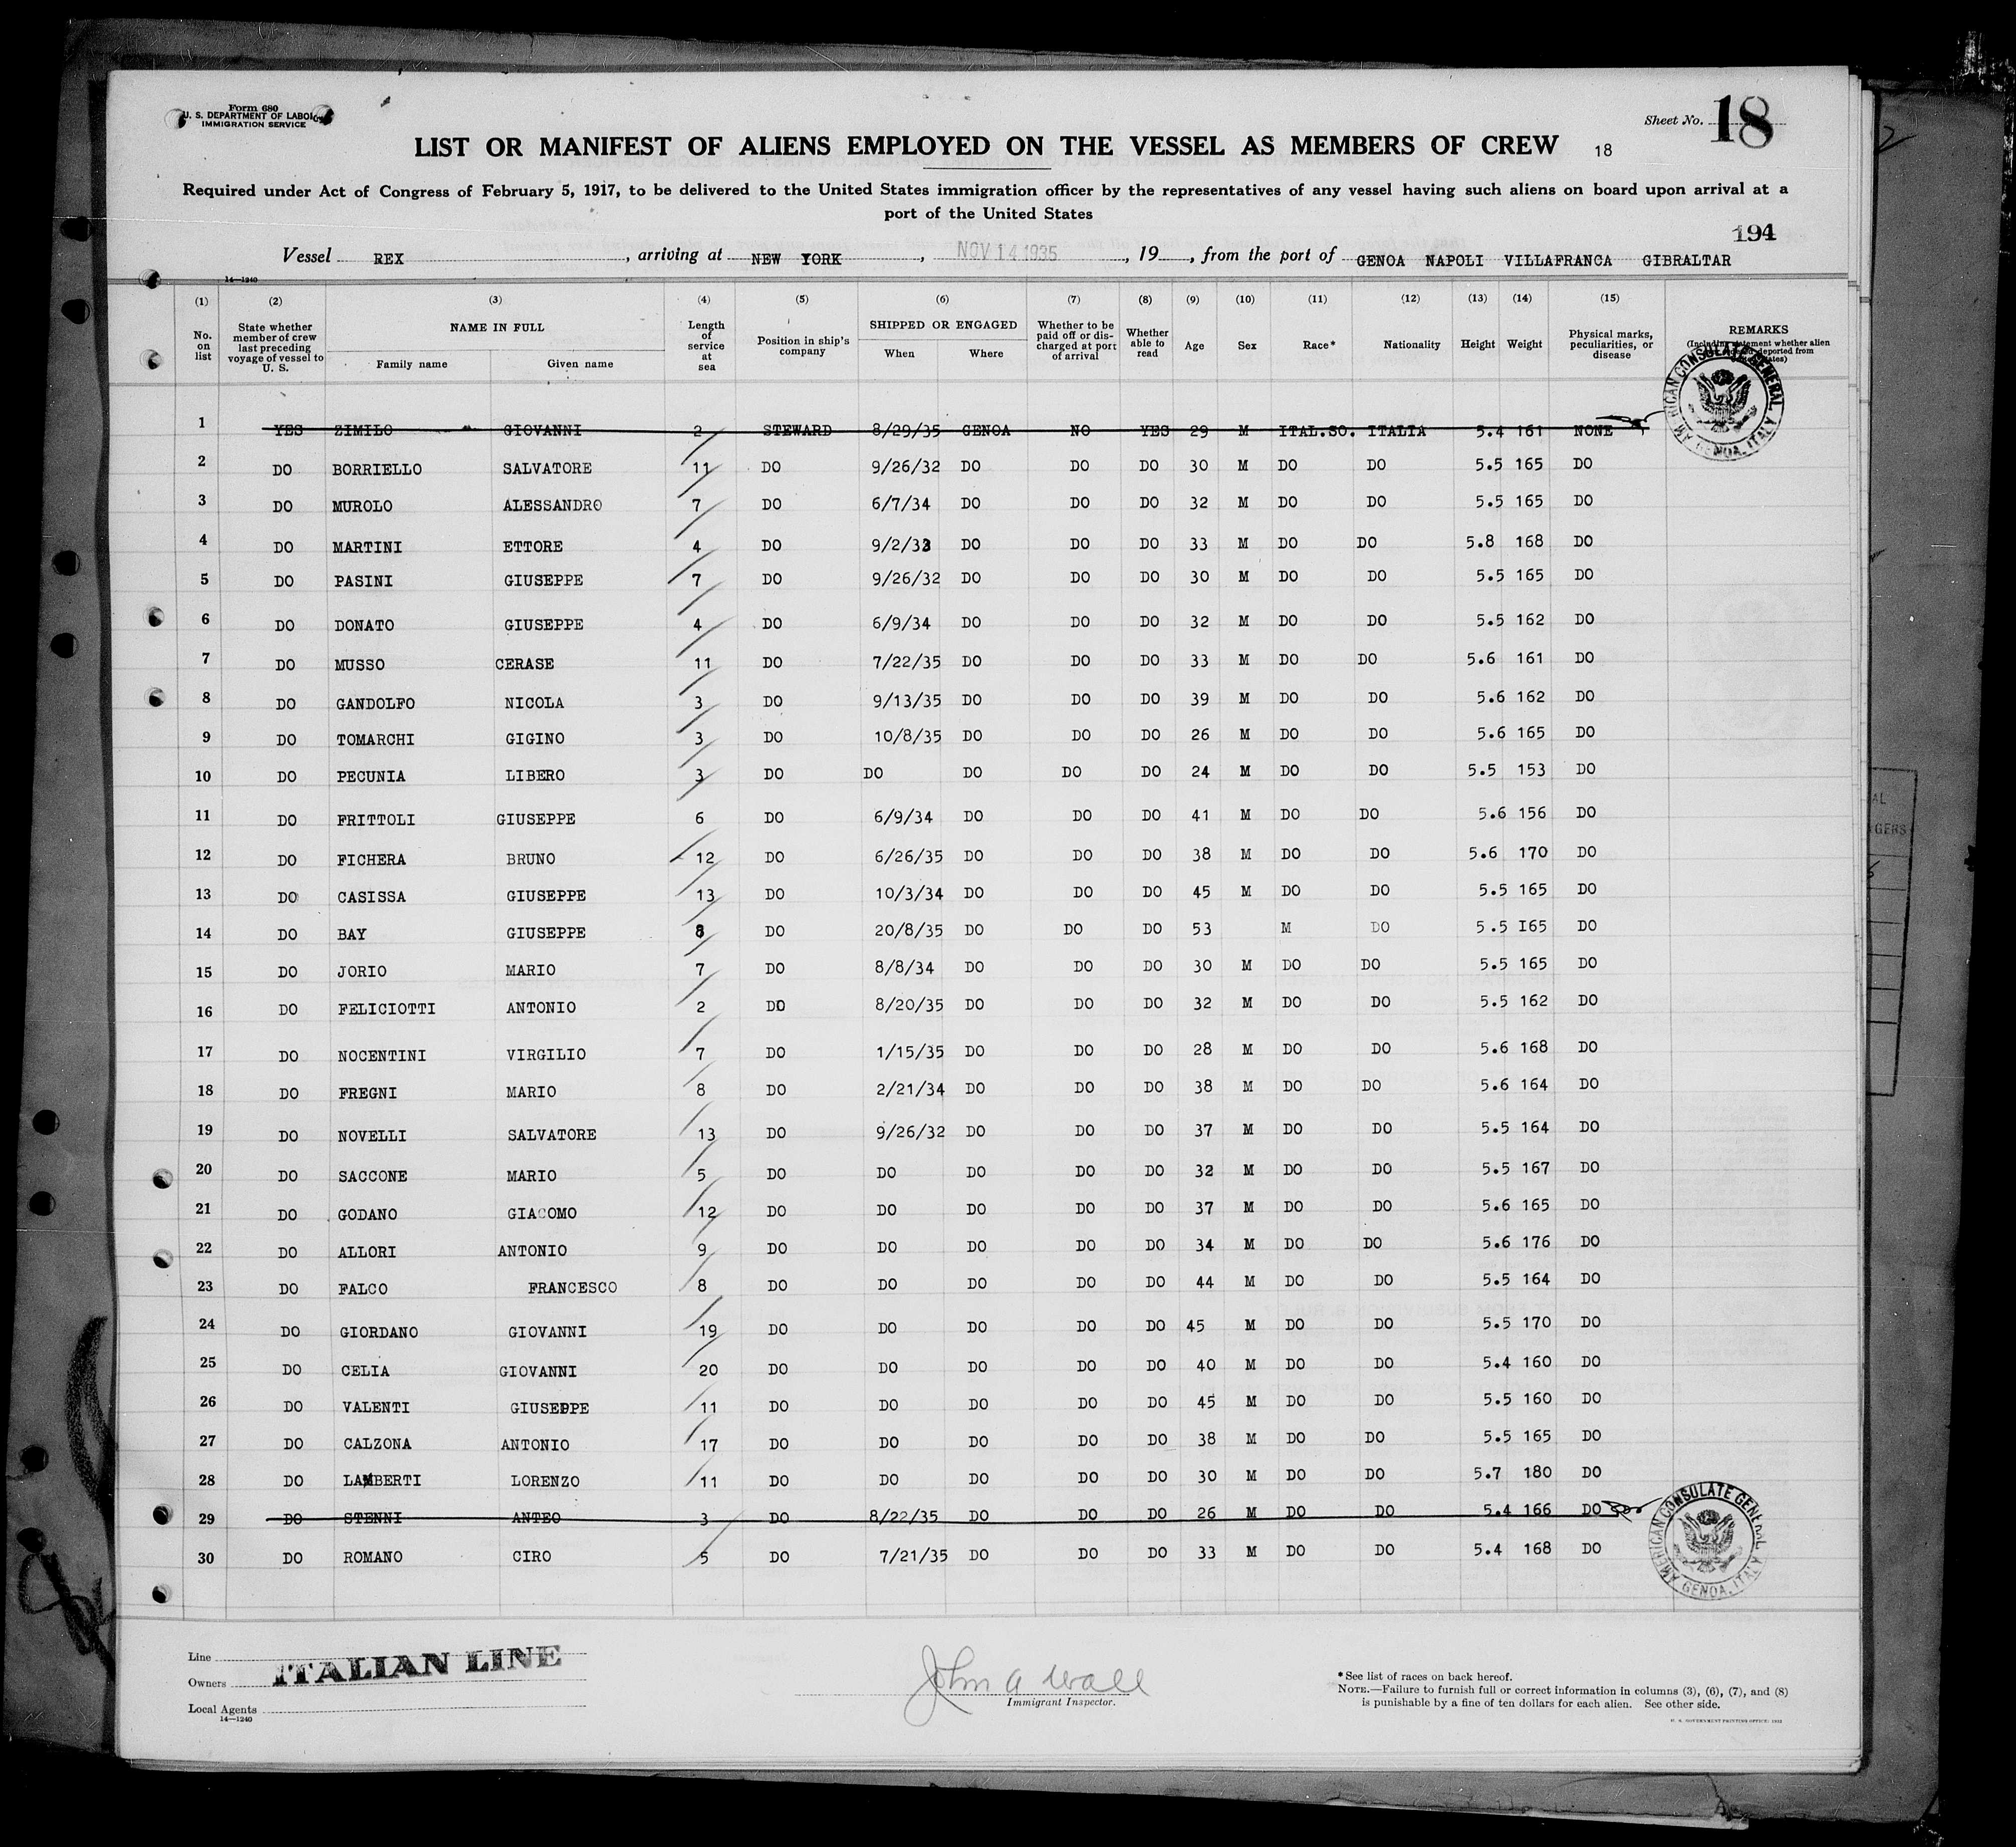 Form 680
U. S. DEPARTMENT OF LABOR
IMMIGRATION SERVICE
Sheet No. 18
LIST OR MANIFEST OF ALIENS EMPLOYED ON THE VESSEL AS MEMBERS OF CREW 18
Required under Act of Congress of February 5, 1917, to be delivered to the United States immigration officer by the representatives of any vessel having such aliens on board upon arrival at a
port of the United States
194
Vessel REX, arriving at NEW YORK, NOV 14 1935, 19, from the port of GENOA NAPOLI VILLAFRANCA GIBRALTAR
14—1240
(1) (2) (3) (4) (5) (6) (7) (8) (9) (10) (11) (12) (13) (14) (15)
No. on list State whether member of crew last preceding voyage of vessel to U. S. NAME IN FULL Family name Given name Length of service at sea Position in ship's company SHIPPED OR ENGAGED When Where Whether to be paid off or discharged at port of arrival Whether able to read Age Sex Race* Nationality Height Weight Physical marks, peculiarities, or disease REMARKS
AMERICAN CONSULATE GENERAL GENOA, ITALY
1 YES ZIMILO GIOVANNI 2 STEWARD 8/29/35 GENOA NO YES 29 M ITAL.SO. ITALIA 5.4 161 NONE
2 DO BORRIELLO SALVATORE 11 DO 9/26/32 DO DO DO 30 M DO DO 5.5 165 DO
3 DO MUROLO ALESSANDRO 7 DO 6/7/34 DO DO DO 32 M DO DO 5.5 165 DO
4 DO MARTINI ETTORE 4 DO 9/2/33 DO DO DO 33 M DO DO 5.8 168 DO
5 DO PASINI GIUSEPPE 7 DO 9/26/32 DO DO DO 30 M DO DO 5.5 165 DO
6 DO DONATO GIUSEPPE 4 DO 6/9/34 DO DO DO 32 M DO DO 5.5 162 DO
7 DO MUSSO CERASE 11 DO 7/22/35 DO DO DO 33 M DO DO 5.6 161 DO
8 DO GANDOLFO NICOLA 3 DO 9/13/35 DO DO DO 39 M DO DO 5.6 162 DO
9 DO TOMARCHI GIGINO 3 DO 10/8/35 DO DO DO 26 M DO DO 5.6 165 DO
10 DO PECUNIA LIBERO 3 DO DO DO DO DO 24 M DO DO 5.5 153 DO
11 DO FRITTOLI GIUSEPPE 6 DO 6/9/34 DO DO DO 41 M DO DO 5.6 156 DO
12 DO FICHERA BRUNO 12 DO 6/26/35 DO DO DO 38 M DO DO 5.6 170 DO
13 DO CASISSA GIUSEPPE 13 DO 10/3/34 DO DO DO 45 M DO DO 5.5 165 DO
14 DO BAY GIUSEPPE 8 DO 20/8/35 DO DO DO 53 M DO 5.5 I65 DO
15 DO JORIO MARIO 7 DO 8/8/34 DO DO DO 30 M DO DO 5.5 165 DO
16 DO FELICIOTTI ANTONIO 2 DO 8/20/35 DO DO DO 32 M DO DO 5.5 162 DO
17 DO NOCENTINI VIRGILIO 7 DO 1/15/35 DO DO DO 28 M DO DO 5.6 168 DO
18 DO FREGNI MARIO 8 DO 2/21/34 DO DO DO 38 M DO DO 5.6 164 DO
19 DO NOVELLI SALVATORE 13 DO 9/26/32 DO DO DO 37 M DO DO 5.5 164 DO
20 DO SACCONE MARIO 5 DO DO DO DO DO 32 M DO DO 5.5 167 DO
21 DO GODANO GIACOMO 12 DO DO DO DO DO 37 M DO DO 5.6 165 DO
22 DO ALLORI ANTONIO 9 DO DO DO DO DO 34 M DO DO 5.6 176 DO
23 DO FALCO FRANCESCO 8 DO DO DO DO DO 44 M DO DO 5.5 164 DO
24 DO GIORDANO GIOVANNI 19 DO DO DO DO DO 45 M DO DO 5.5 170 DO
25 DO CELIA GIOVANNI 20 DO DO DO DO DO 40 M DO DO 5.4 160 DO
26 DO VALENTI GIUSEPPE 11 DO DO DO DO DO 45 M DO DO 5.5 160 DO
27 DO CALZONA ANTONIO 17 DO DO DO DO DO 38 M DO DO 5.5 165 DO
28 DO LAMBERTI LORENZO 11 DO DO DO DO DO 30 M DO DO 5.7 180 DO
29 DO STENNI ANTEO 3 DO 8/22/35 DO DO DO 26 M DO DO 5.4 166 DO
30 DO ROMANO CIRO 5 DO 7/21/35 DO DO DO 33 M DO DO 5.4 168 DO
AMERICAN CONSULATE GENERAL GENOA, ITALY
Line
Owners ITALIAN LINE
Local Agents
14—1240
John A Wall
Immigrant Inspector.
*See list of races on back hereof.
NOTE.—Failure to furnish full or correct information in columns (3), (6), (7), and (8)
is punishable by a fine of ten dollars for each alien. See other side.
U. S. GOVERNMENT PRINTING OFFICE: 1932